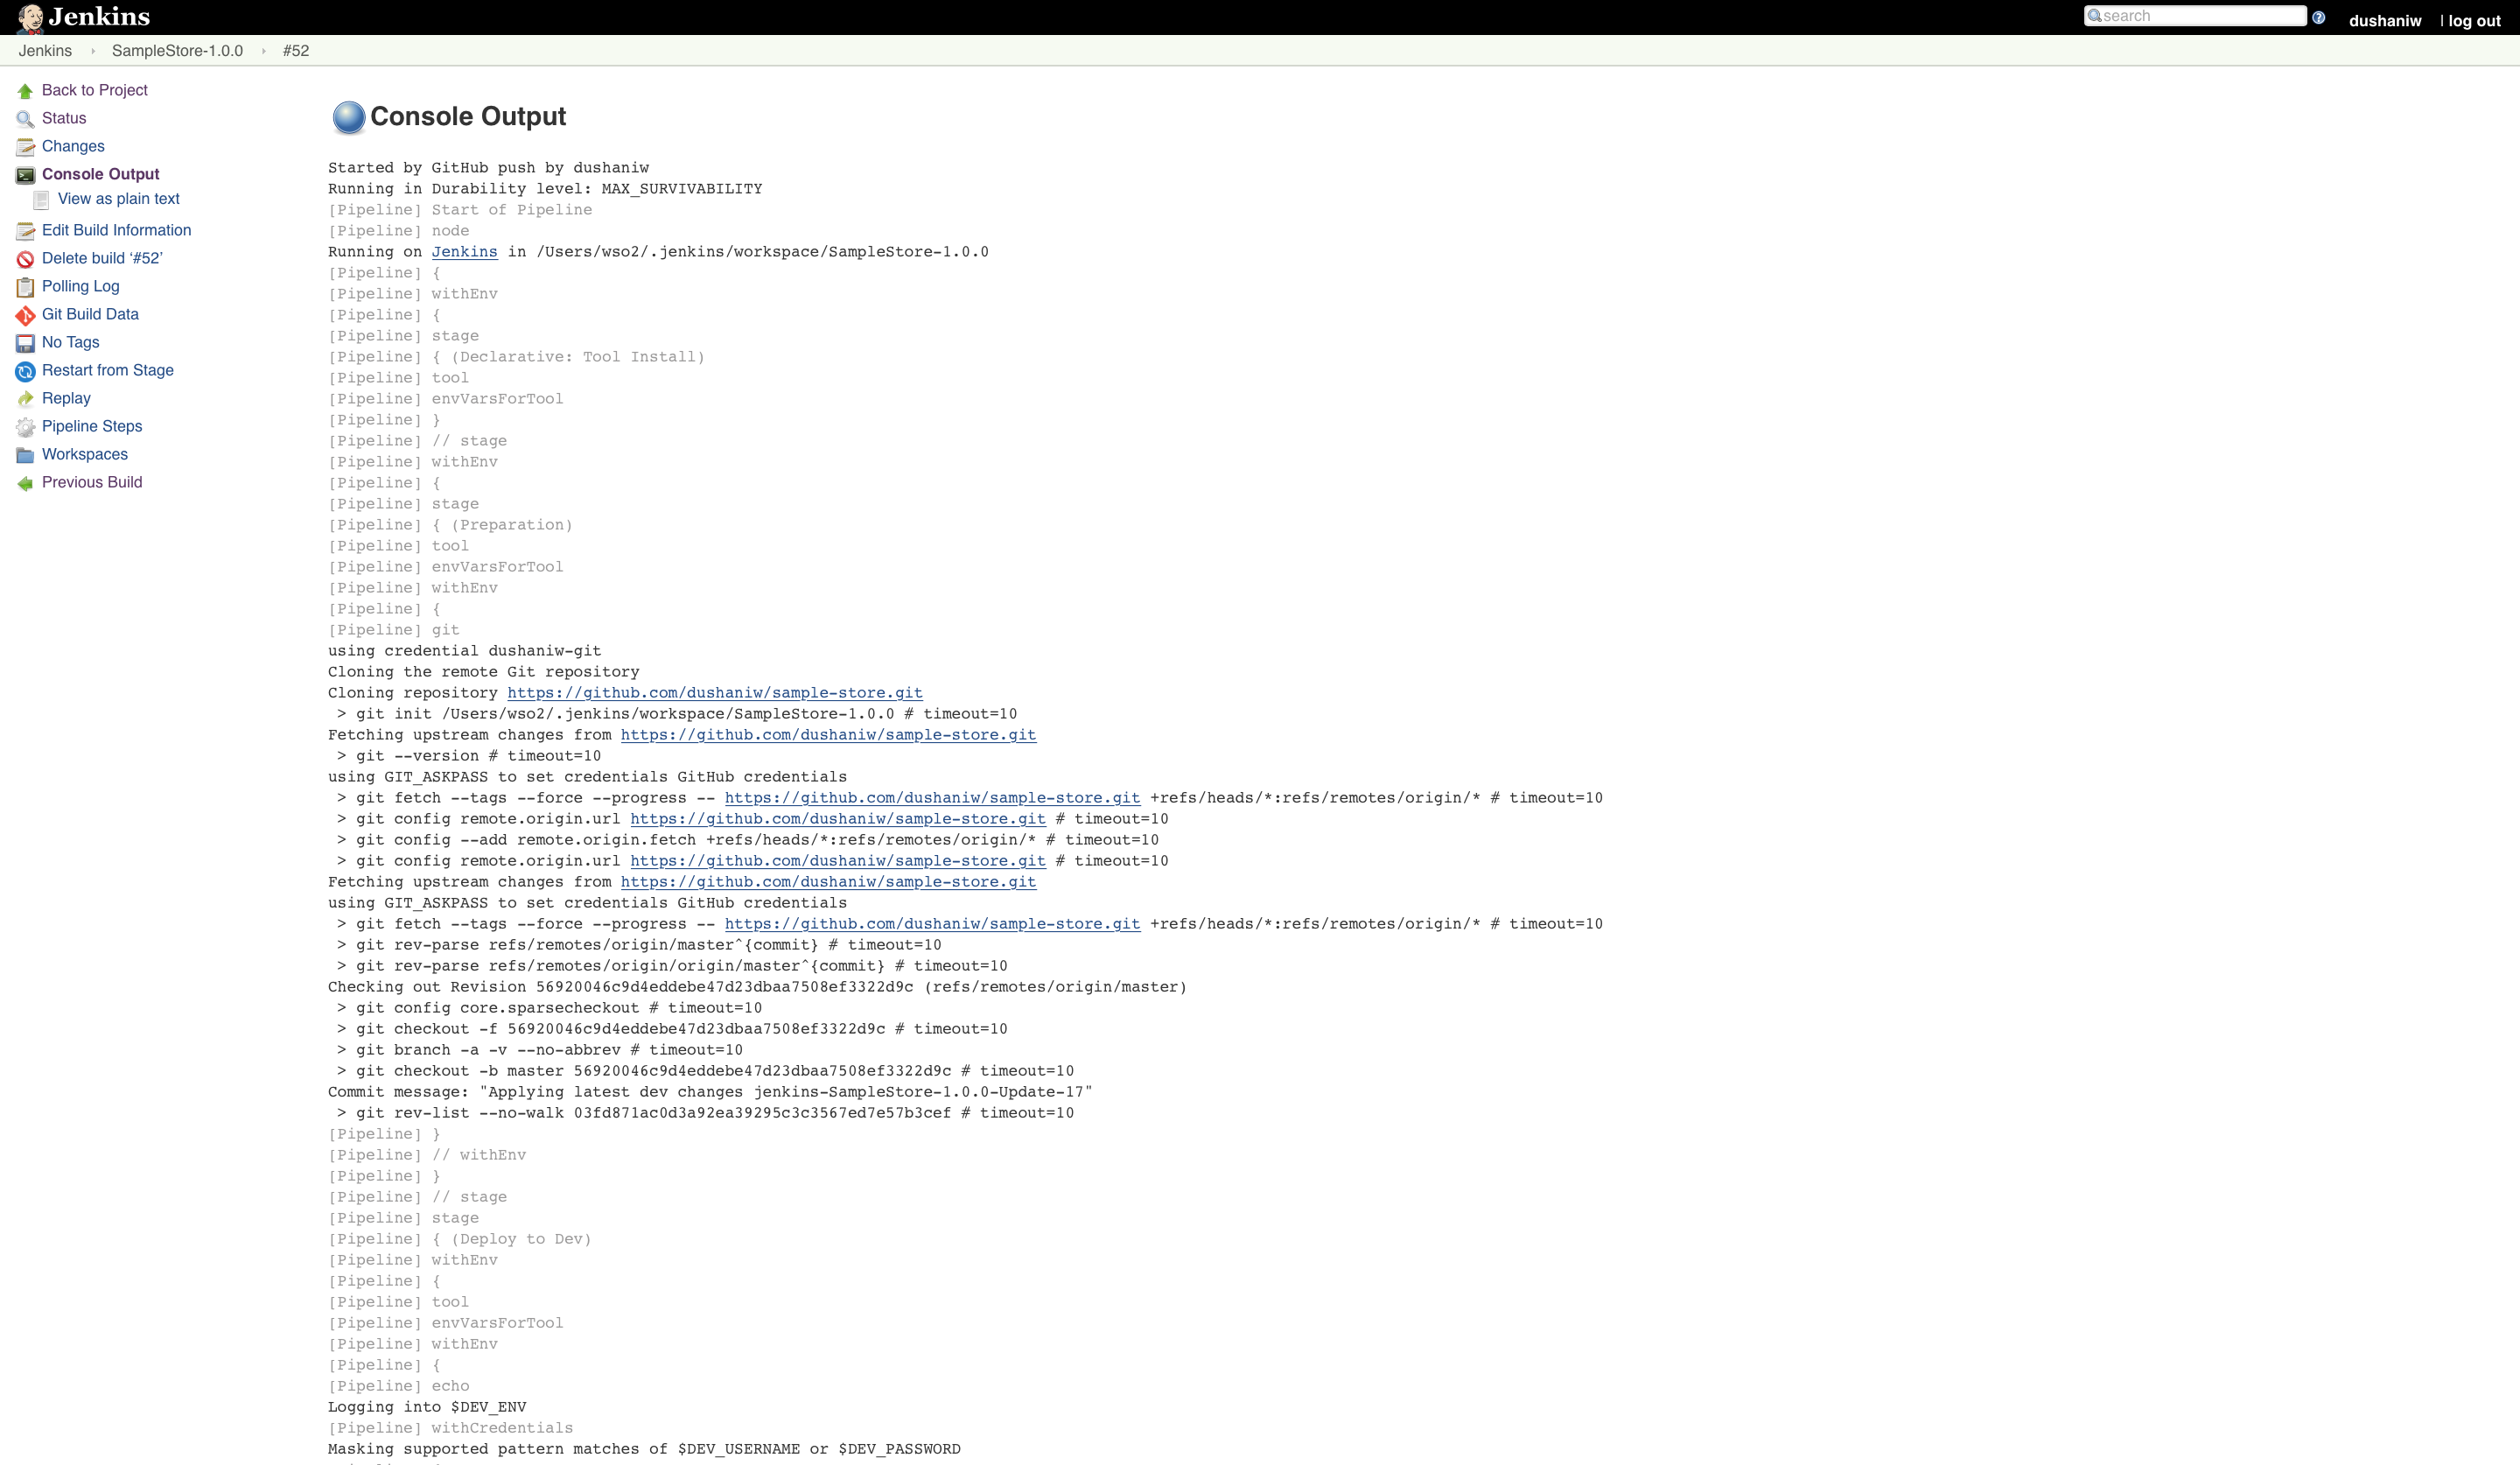 Jenkins
search
dushaniw | log out
Jenkins SampleStore-1.0.0 #52
Back to Project
Status
Changes
Console Output
View as plain text
Edit Build Information
Delete build ‘#52’
Polling Log
Git Build Data
No Tags
Restart from Stage
Replay
Pipeline Steps
Workspaces
Previous Build
Console Output
Started by GitHub push by dushaniw
Running in Durability level: MAX_SURVIVABILITY
[Pipeline] Start of Pipeline
[Pipeline] node
Running on Jenkins in /Users/wso2/.jenkins/workspace/SampleStore-1.0.0
[Pipeline] {
[Pipeline] withEnv
[Pipeline] {
[Pipeline] stage
[Pipeline] { (Declarative: Tool Install)
[Pipeline] tool
[Pipeline] envVarsForTool
[Pipeline] }
[Pipeline] // stage
[Pipeline] withEnv
[Pipeline] {
[Pipeline] stage
[Pipeline] { (Preparation)
[Pipeline] tool
[Pipeline] envVarsForTool
[Pipeline] withEnv
[Pipeline] {
[Pipeline] git
using credential dushaniw-git
Cloning the remote Git repository
Cloning repository https://github.com/dushaniw/sample-store.git
 > git init /Users/wso2/.jenkins/workspace/SampleStore-1.0.0 # timeout=10
Fetching upstream changes from https://github.com/dushaniw/sample-store.git
 > git --version # timeout=10
using GIT_ASKPASS to set credentials GitHub credentials
 > git fetch --tags --force --progress -- https://github.com/dushaniw/sample-store.git +refs/heads/*:refs/remotes/origin/* # timeout=10
 > git config remote.origin.url https://github.com/dushaniw/sample-store.git # timeout=10
 > git config --add remote.origin.fetch +refs/heads/*:refs/remotes/origin/* # timeout=10
 > git config remote.origin.url https://github.com/dushaniw/sample-store.git # timeout=10
Fetching upstream changes from https://github.com/dushaniw/sample-store.git
using GIT_ASKPASS to set credentials GitHub credentials
 > git fetch --tags --force --progress -- https://github.com/dushaniw/sample-store.git +refs/heads/*:refs/remotes/origin/* # timeout=10
 > git rev-parse refs/remotes/origin/master^{commit} # timeout=10
 > git rev-parse refs/remotes/origin/origin/master^{commit} # timeout=10
Checking out Revision 56920046c9d4eddebe47d23dbaa7508ef3322d9c (refs/remotes/origin/master)
 > git config core.sparsecheckout # timeout=10
 > git checkout -f 56920046c9d4eddebe47d23dbaa7508ef3322d9c # timeout=10
 > git branch -a -v --no-abbrev # timeout=10
 > git checkout -b master 56920046c9d4eddebe47d23dbaa7508ef3322d9c # timeout=10
Commit message: "Applying latest dev changes jenkins-SampleStore-1.0.0-Update-17"
 > git rev-list --no-walk 03fd871ac0d3a92ea39295c3c3567ed7e57b3cef # timeout=10
[Pipeline] }
[Pipeline] // withEnv
[Pipeline] }
[Pipeline] // stage
[Pipeline] stage
[Pipeline] { (Deploy to Dev)
[Pipeline] withEnv
[Pipeline] {
[Pipeline] tool
[Pipeline] envVarsForTool
[Pipeline] withEnv
[Pipeline] {
[Pipeline] echo
Logging into $DEV_ENV
[Pipeline] withCredentials
Masking supported pattern matches of $DEV_USERNAME or $DEV_PASSWORD